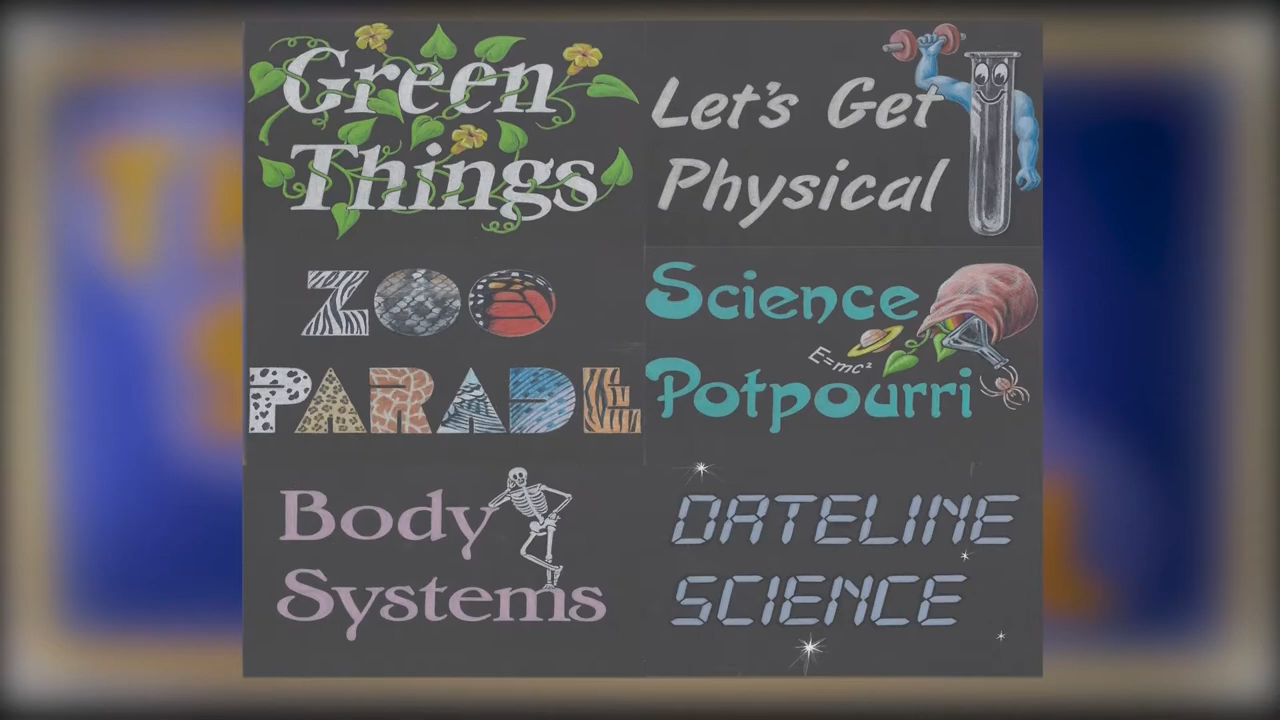 Green
Things
Let's Get
Physical
ZOO
PARADE
Science
E=mc²
Potpourri
Body
Systems
DATELINE
SCIENCE